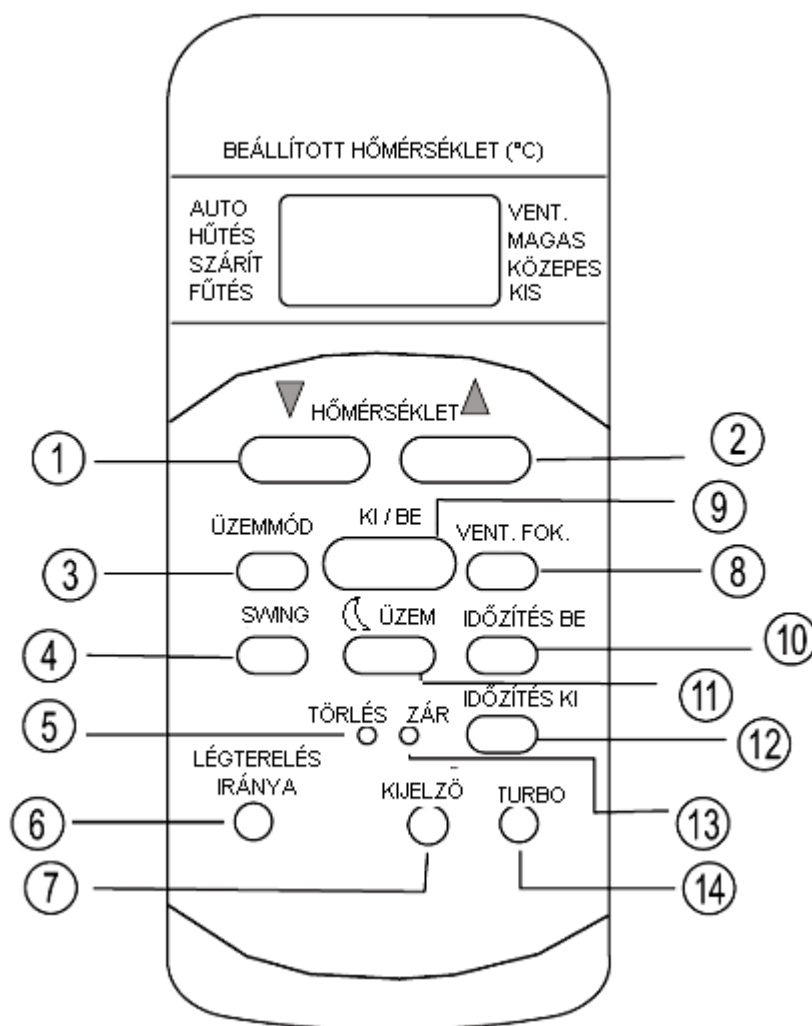 BEÁLLÍTOTT HŐMÉRSÉKLET (°C)
AUTO
HŰTÉS
SZÁRÍT
FŰTÉS
VENT.
MAGAS
KÖZEPES
KIS
HŐMÉRSÉKLET
1
2
KI / BE
9
ÜZEMMÓD
VENT. FOK.
3
8
SWING
ÜZEM
IDŐZÍTÉS BE
4
10
11
IDŐZÍTÉS KI
5
TÖRLÉS
ZÁR
12
LÉGTERELÉS
IRÁNYA
KIJELZŐ
TURBO
6
13
7
14